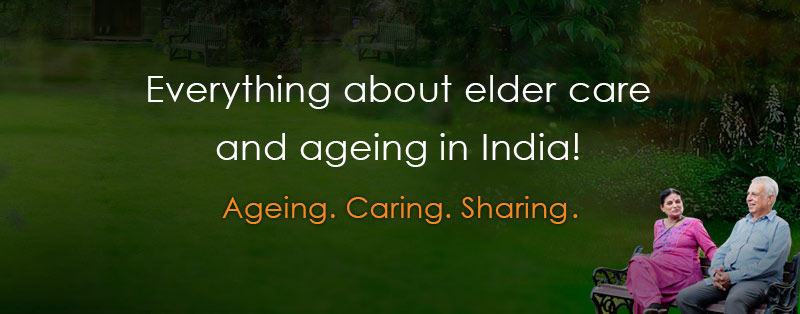 Everything about elder care
and ageing in India!
Ageing. Caring. Sharing.